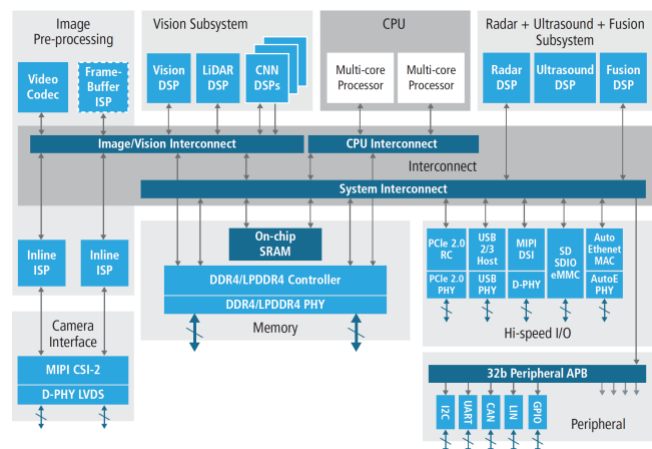 Image
Pre-processing
Vision Subsystem
CPU
Radar + Ultrasound + Fusion
Subsystem
Video
Codec
Frame-
Buffer
ISP
Vision
DSP
LiDAR
DSP
CNN
DSPs
Multi-core
Processor
Multi-core
Processor
Radar
DSP
Ultrasound
DSP
Fusion
DSP
Image/Vision Interconnect
CPU Interconnect
Interconnect
System Interconnect
Inline
ISP
Inline
ISP
On-chip
SRAM
DDR4/LPDDR4 Controller
DDR4/LPDDR4 PHY
Memory
PCIe 2.0
RC
PCIe 2.0
PHY
USB
2/3
Host
USB
PHY
MIPI
DSI
D-PHY
SD
SDIO
eMMC
Auto
Ethenet
MAC
AutoE
PHY
Hi-speed I/O
Camera
Interface
MIPI CSI-2
D-PHY LVDS
32b Peripheral APB
I2C
UART
CAN
LIN
GPIO
Peripheral